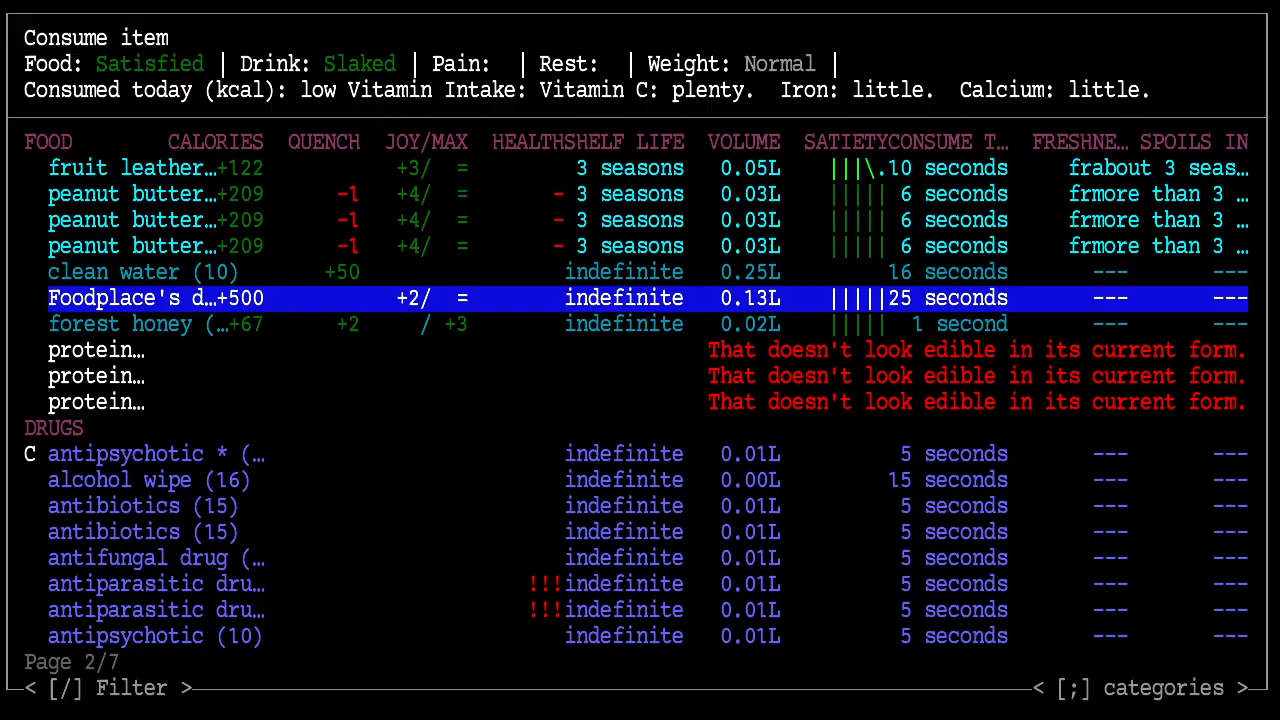 Consume item
Food: Satisfied | Drink: Slaked | Pain: | Rest: | Weight: Normal |
Consumed today (kcal): low Vitamin Intake: Vitamin C: plenty. Iron: little. Calcium: little.
FOOD CALORIES QUENCH JOY/MAX HEALTHSHELF LIFE VOLUME SATIETYCONSUME T… FRESHNE… SPOILS IN
fruit leather…+122 +3/ = 3 seasons 0.05L |||\.10 seconds frabout 3 seas…
peanut butter…+209 -1 +4/ = - 3 seasons 0.03L ||||| 6 seconds frmore than 3 …
peanut butter…+209 -1 +4/ = - 3 seasons 0.03L ||||| 6 seconds frmore than 3 …
peanut butter…+209 -1 +4/ = - 3 seasons 0.03L ||||| 6 seconds frmore than 3 …
clean water (10) +50 indefinite 0.25L 16 seconds --- ---
Foodplace's d…+500 +2/ = indefinite 0.13L |||||25 seconds --- ---
forest honey (…+67 +2 / +3 indefinite 0.02L ||||| 1 second --- ---
protein… That doesn't look edible in its current form.
protein… That doesn't look edible in its current form.
protein… That doesn't look edible in its current form.
DRUGS
C antipsychotic * (… indefinite 0.01L 5 seconds --- ---
alcohol wipe (16) indefinite 0.00L 15 seconds --- ---
antibiotics (15) indefinite 0.01L 5 seconds --- ---
antibiotics (15) indefinite 0.01L 5 seconds --- ---
antifungal drug (… indefinite 0.01L 5 seconds --- ---
antiparasitic dru… !!!indefinite 0.01L 5 seconds --- ---
antiparasitic dru… !!!indefinite 0.01L 5 seconds --- ---
antipsychotic (10) indefinite 0.01L 5 seconds --- ---
Page 2/7
< [/] Filter > < [;] categories >